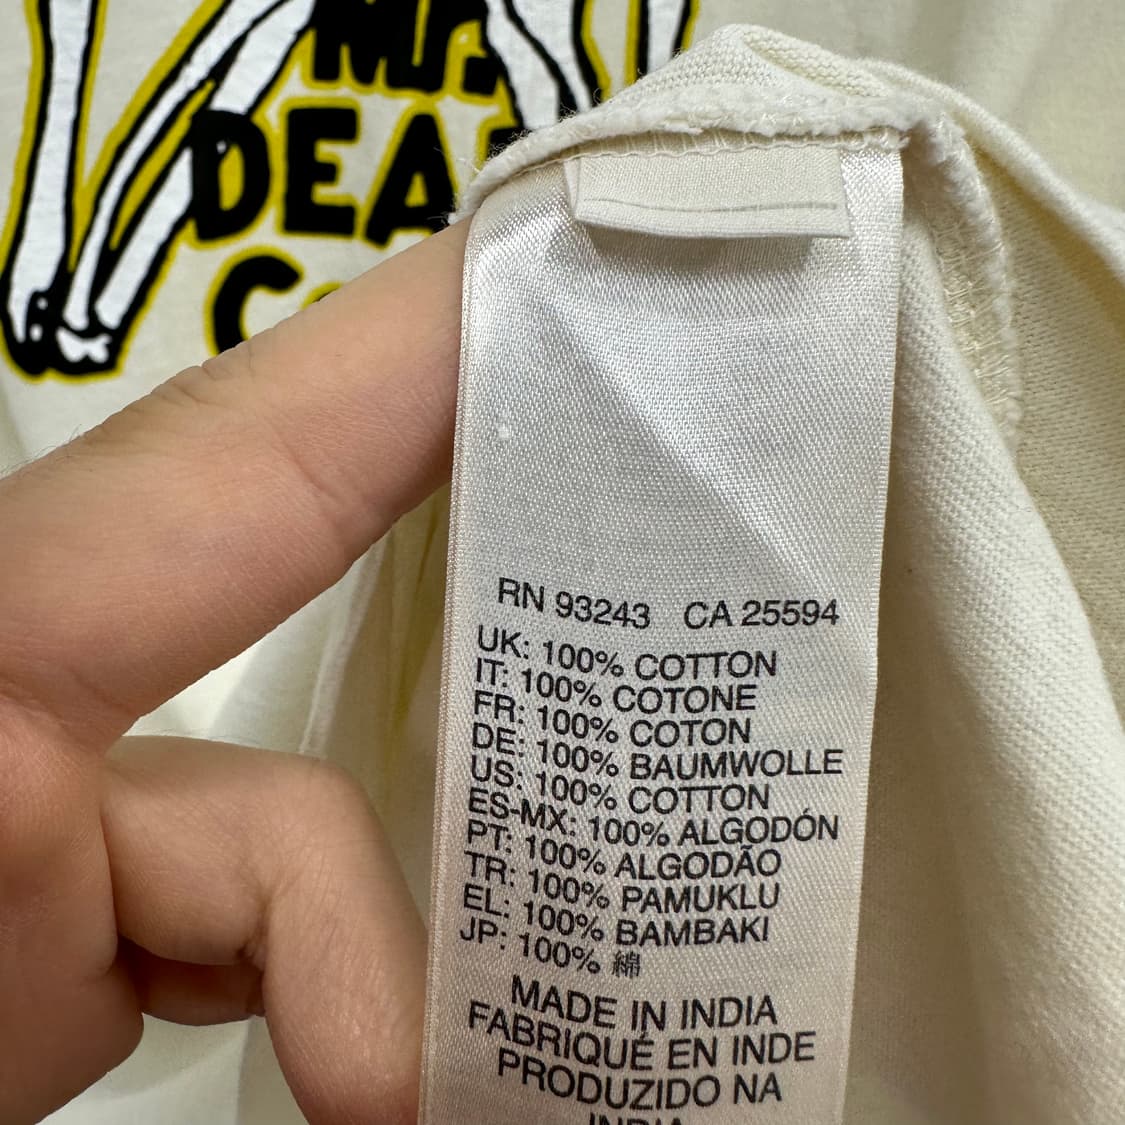 DEA
RN 93243 CA 25594
UK: 100% COTTON
IT: 100% COTONE
FR: 100% COTON
DE: 100% BAUMWOLLE
US: 100% COTTON
ES-MX: 100% ALGODÓN
PT: 100% ALGODÃO
TR: 100% PAMUKLU
EL: 100% BAMBAKI
JP: 100% 綿
MADE IN INDIA
FABRIQUÉ EN INDE
PRODUZIDO NA
INDIA